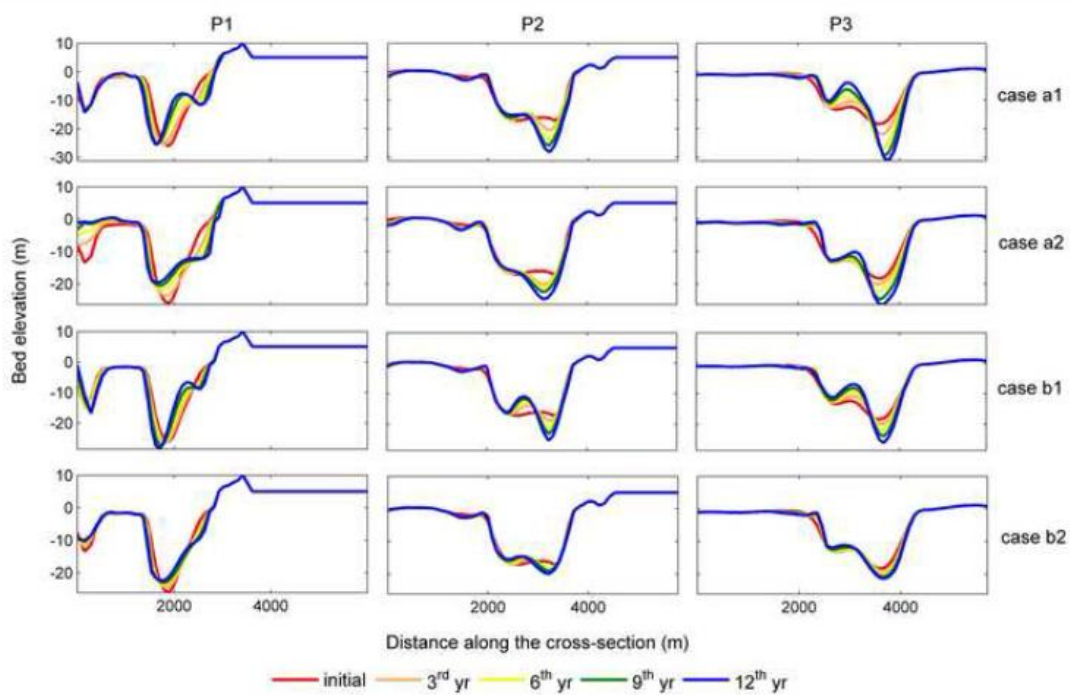 P1 P2 P3
10
0
-10
-20
-30
case a1
10
0
-10
-20
case a2
10
0
-10
-20
case b1
10
0
-10
-20
case b2
Bed elevation (m)
2000 4000 2000 4000 2000 4000
Distance along the cross-section (m)
initial 3rd yr 6th yr 9th yr 12th yr